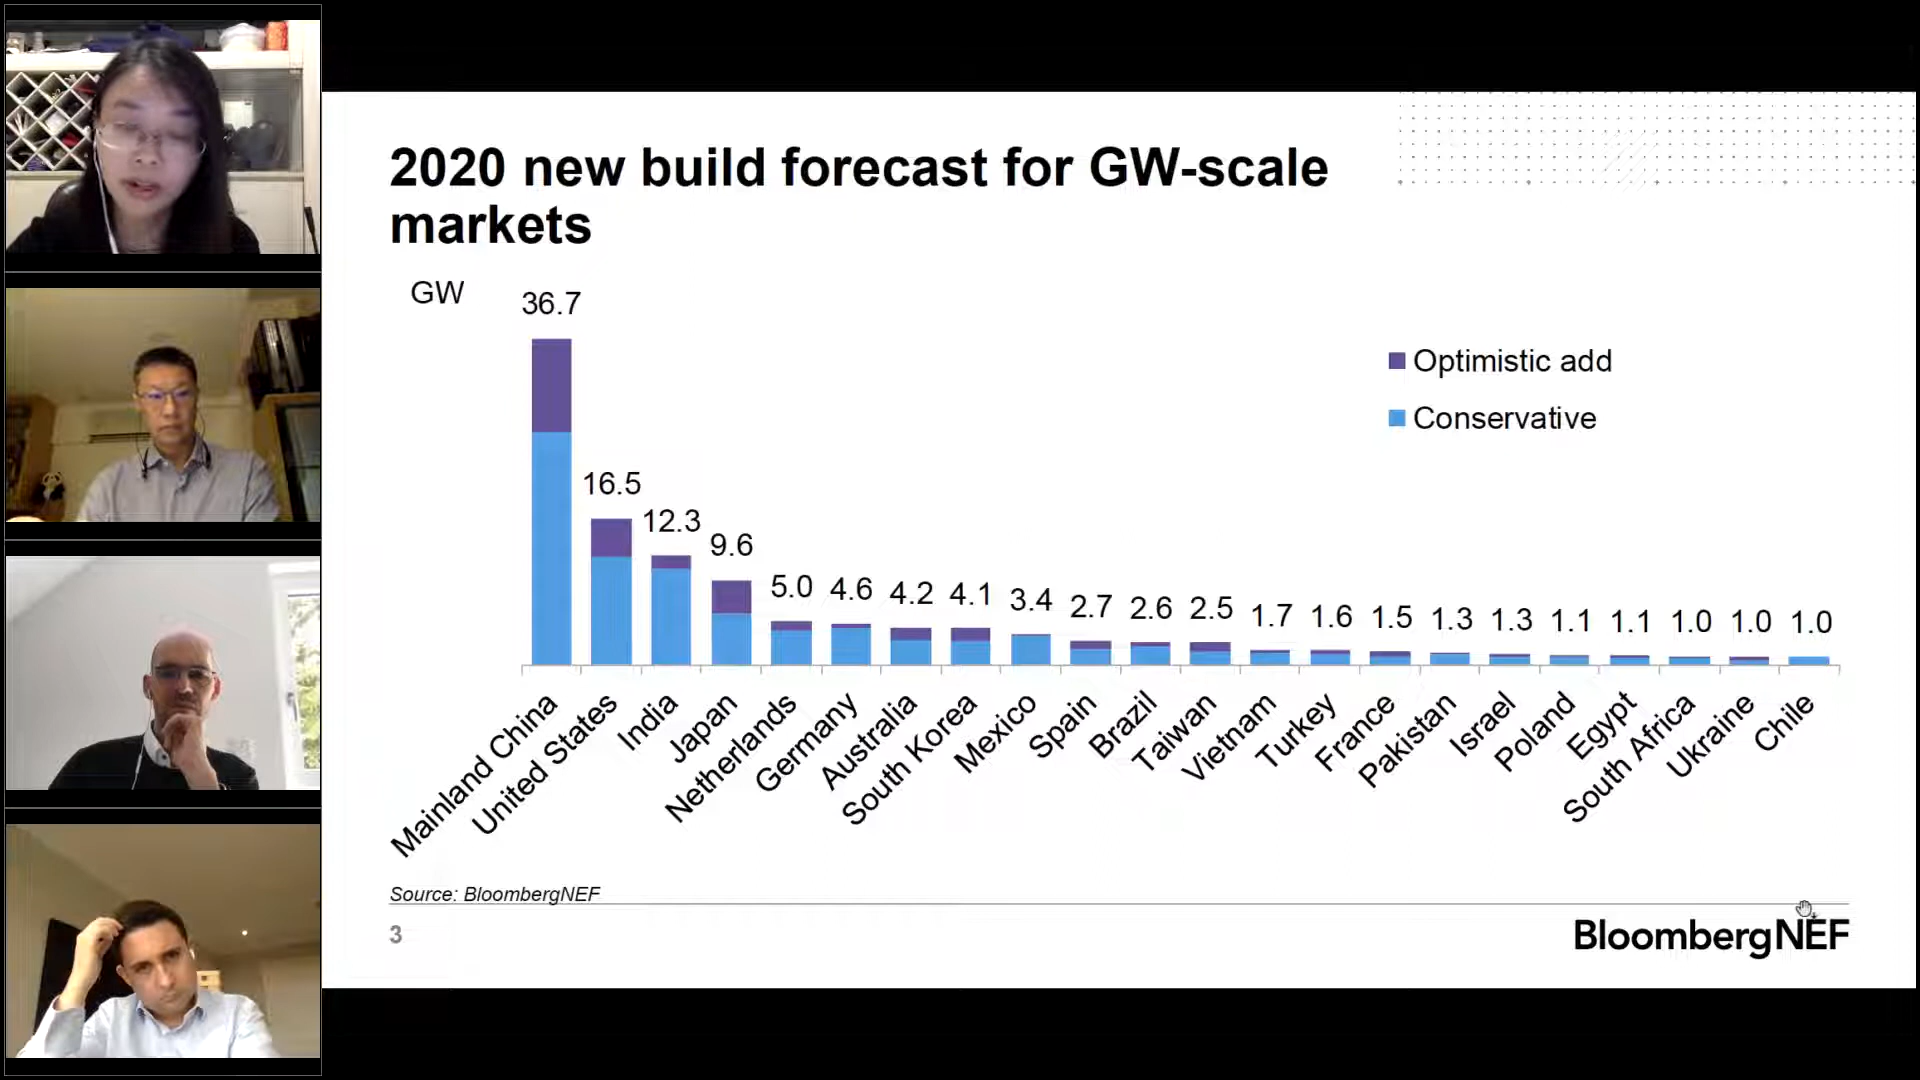 2020 new build forecast for GW-scale
markets
GW
36.7
16.5
12.3
9.6
5.0
4.6
4.2
4.1
3.4
2.7
2.6
2.5
1.7
1.6
1.5
1.3
1.3
1.1
1.1
1.0
1.0
1.0
Optimistic add
Conservative
Mainland China
United States
India
Japan
Netherlands
Germany
Australia
South Korea
Mexico
Spain
Brazil
Taiwan
Vietnam
Turkey
France
Pakistan
Israel
Poland
Egypt
South Africa
Ukraine
Chile
Source: BloombergNEF
3
BloombergNEF